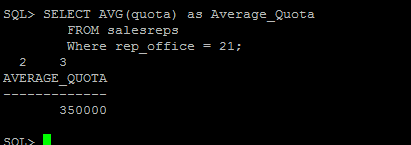 SQL> SELECT AVG(quota) as Average_Quota
FROM salesreps
Where rep_office = 21;
2 3
AVERAGE_QUOTA
-------------
350000
SQL>